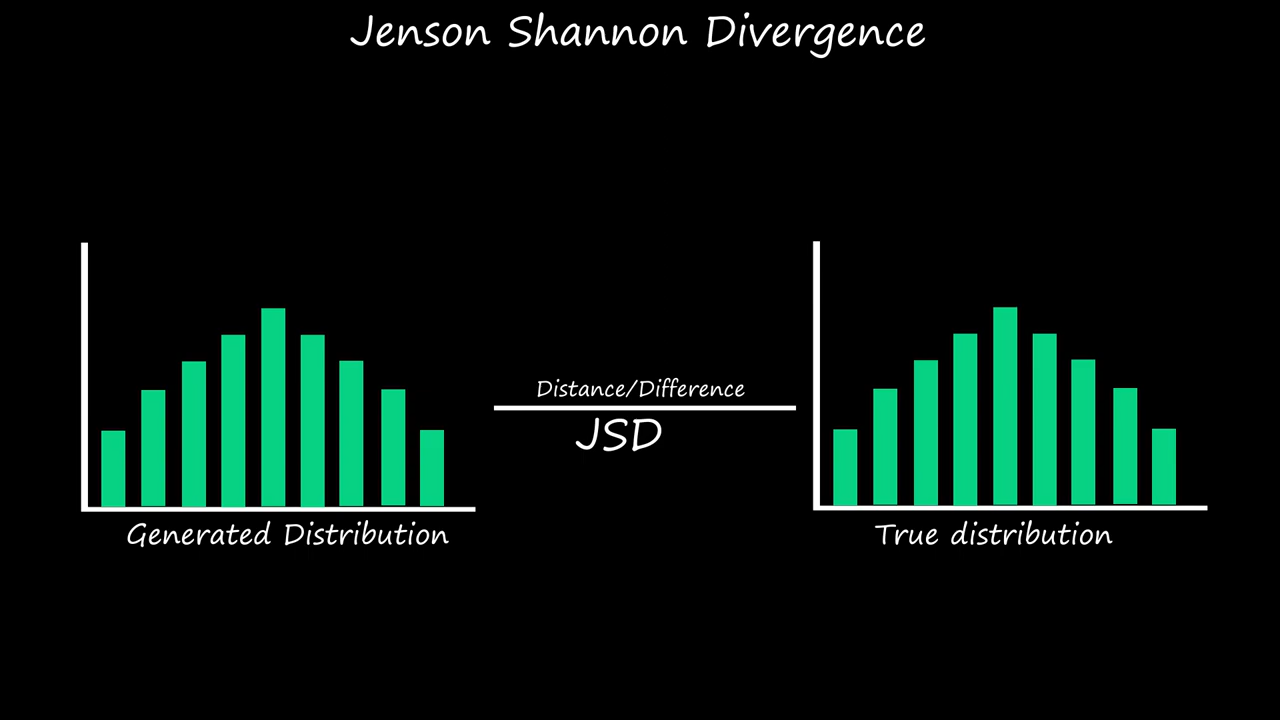 Jenson Shannon Divergence
Distance/Difference
JSD
Generated Distribution
True distribution